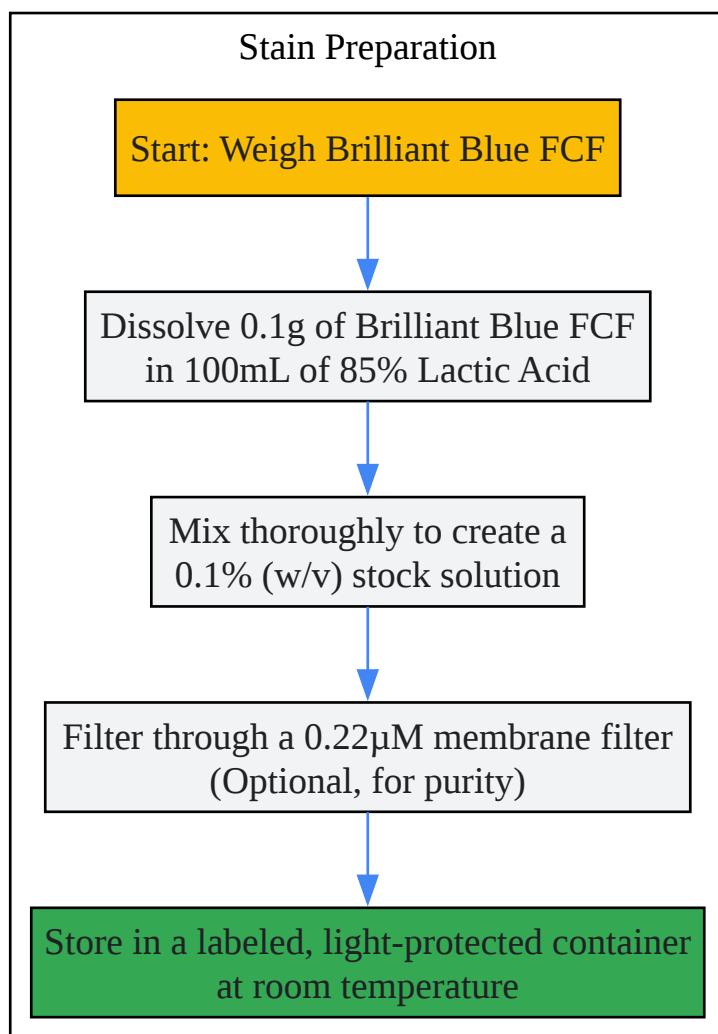 Stain Preparation
Start: Weigh Brilliant Blue FCF
Dissolve 0.1g of Brilliant Blue FCF
in 100mL of 85% Lactic Acid
Mix thoroughly to create a
0.1% (w/v) stock solution
Filter through a 0.22µM membrane filter
(Optional, for purity)
Store in a labeled, light-protected container
at room temperature